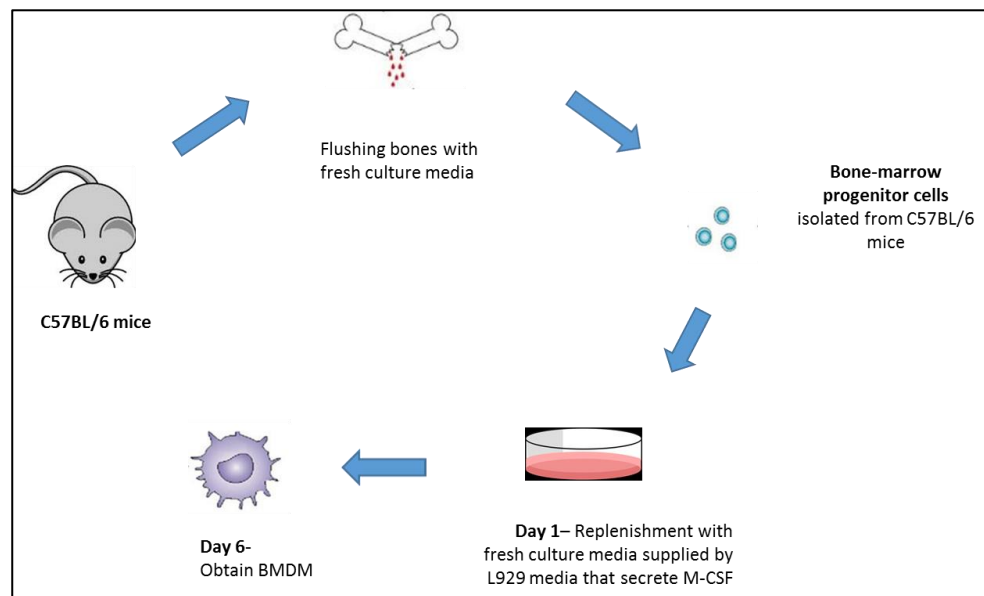 Flushing bones with
fresh culture media
Bone-marrow
progenitor cells
isolated from C57BL/6
mice
C57BL/6 mice
Day 1– Replenishment with
fresh culture media supplied by
L929 media that secrete M-CSF
Day 6-
Obtain BMDM